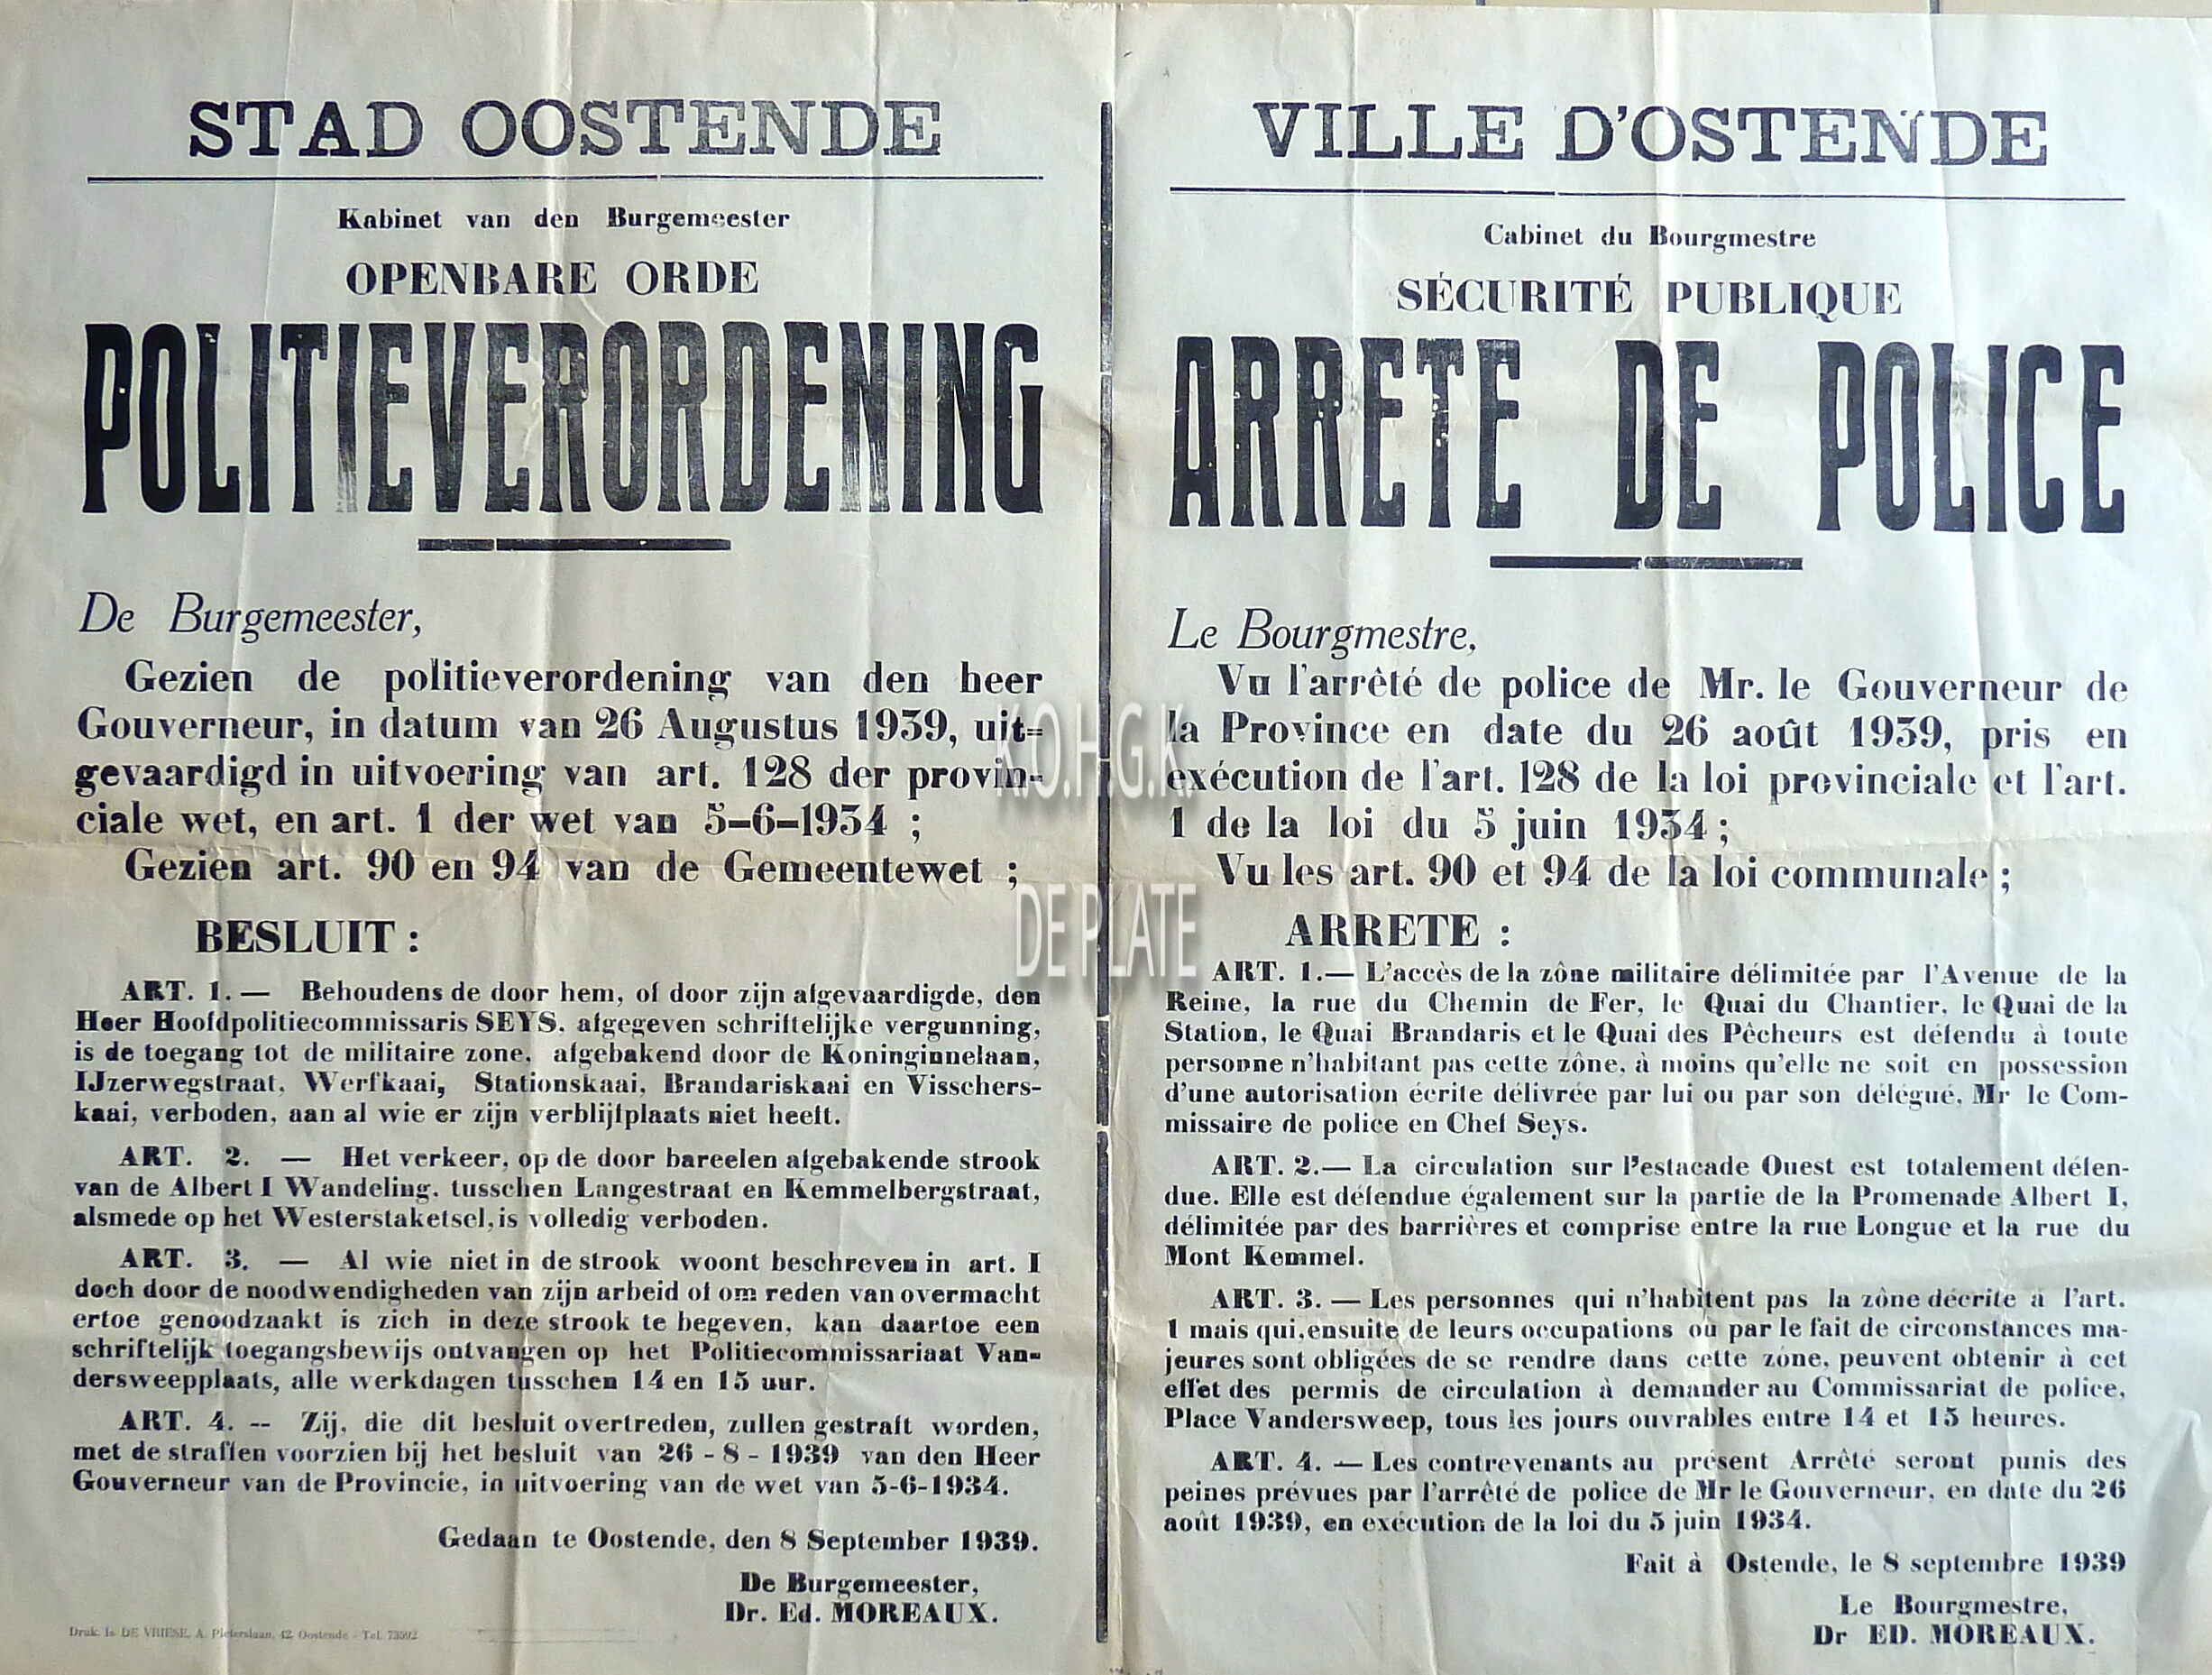 STAD OOSTENDE
Kabinet van den Burgemeester
OPENBARE ORDE
POLITIEVERORDENING
De Burgemeester,
Gezien de politieverordening van den heer
Gouverneur, in datum van 26 Augustus 1939, uit=
gevaardigd in uitvoering van art. 128 der provin-
ciale wet, en art. 1 der wet van 5-6-1934 ;
Gezien art. 90 en 94 van de Gemeentewet ;
BESLUIT :
ART. 1. — Behoudens de door hem, of door zijn afgevaardigde, den
Heer Hoofdpolitiecommissaris SEYS. afgegeven schriftelijke vergunning,
is de toegang tot de militaire zone, afgebakend door de Koninginnelaan,
IJzerwegstraat, Werfkaai, Stationskaai, Brandariskaai en Visschers-
kaai, verboden, aan al wie er zijn verblijfplaats niet heeft.
ART. 2. — Het verkeer, op de door bareelen afgebakende strook
van de Albert I Wandeling, tusschen Langestraat en Kemmelbergstraat,
alsmede op het Westerstaketsel, is volledig verboden.
ART. 3. — Al wie niet in de strook woont beschreven in art. I
doch door de noodwendigheden van zijn arbeid of om reden van overmacht
ertoe genoodzaakt is zich in deze strook te begeven, kan daartoe een
schriftelijk toegangsbewijs ontvangen op het Politiecommissariaat Van-
dersweepplaats, alle werkdagen tusschen 14 en 15 uur.
ART. 4. -- Zij, die dit besluit overtreden, zullen gestraft worden,
met de straffen voorzien bij het besluit van 26 - 8 - 1939 van den Heer
Gouverneur van de Provincie, in uitvoering van de wet van 5-6-1934.
Gedaan te Oostende, den 8 September 1939.
De Burgemeester,
Dr. Ed. MOREAUX.
Druk. Is. DE VRIESE, A. Pieterslaan, 42, Oostende - Tel. 73592
VILLE D'OSTENDE
Cabinet du Bourgmestre
SÉCURITÉ PUBLIQUE
ARRETE DE POLICE
Le Bourgmestre,
Vu l'arrêté de police de Mr. le Gouverneur de
la Province en date du 26 août 1939, pris en
exécution de l'art. 128 de la loi provinciale et l'art.
1 de la loi du 5 juin 1934 ;
Vu les art. 90 et 94 de la loi communale ;
ARRETE :
ART. 1.— L'accès de la zône militaire délimitée par l'Avenue de la
Reine, la rue du Chemin de Fer, le Quai du Chantier, le Quai de la
Station, le Quai Brandaris et le Quai des Pêcheurs est défendu à toute
personne n'habitant pas cette zône, à moins qu'elle ne soit en possession
d'une autorisation écrite délivrée par lui ou par son délégué, Mr le Com-
missaire de police en Chef Seys.
ART. 2.— La circulation sur l'estacade Ouest est totalement défen-
due. Elle est défendue également sur la partie de la Promenade Albert I,
délimitée par des barrières et comprise entre la rue Longue et la rue du
Mont Kemmel.
ART. 3. — Les personnes qui n'habitent pas la zône décrite à l'art.
1 mais qui, ensuite de leurs occupations ou par le fait de circonstances ma-
jeures sont obligées de se rendre dans cette zone, peuvent obtenir à cet
effet des permis de circulation à demander au Commissariat de police,
Place Vandersweep, tous les jours ouvrables entre 14 et 15 heures.
ART. 4. — Les contrevenants au présent Arrêté seront punis des
peines prévues par l'arrêté de police de Mr le Gouverneur, en date du 26
août 1939, en exécution de la loi du 5 juin 1934.
Fait à Ostende, le 8 septembre 1939
Le Bourgmestre,
Dr ED. MOREAUX.
K.O.H.G.K.
DE PLATE